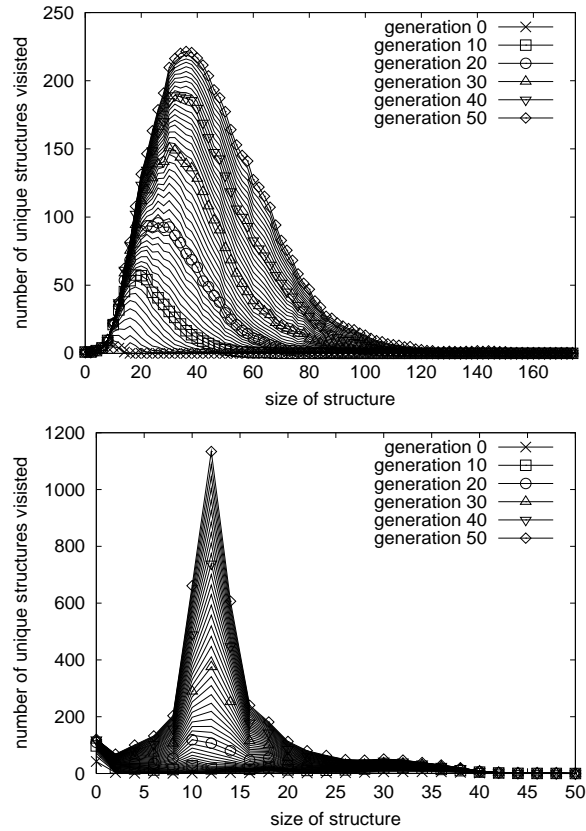 250
200
150
100
50
0
number of unique structures visisted
generation 0
generation 10
generation 20
generation 30
generation 40
generation 50
0 20 40 60 80 100 120 140 160
size of structure
1200
1000
800
600
400
200
0
number of unique structures visisted
generation 0
generation 10
generation 20
generation 30
generation 40
generation 50
0 5 10 15 20 25 30 35 40 45 50
size of structure